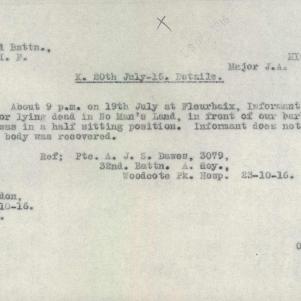 d Battn.,
I. F.
Major J.A.
K. 20th July-16. Details.
About 9 p.m. on 19th July at Fleurbaix, Informant
or lying dead in No Man's Land, in front of our bar
was in a half sitting position. Informant does not
body was recovered.
Ref; Pte. A. J. S. Dawes, 3079,
32nd. Battn. A. Coy.,
Woodcote Pk. Hosp. 23-10-16.
don,
10-16.